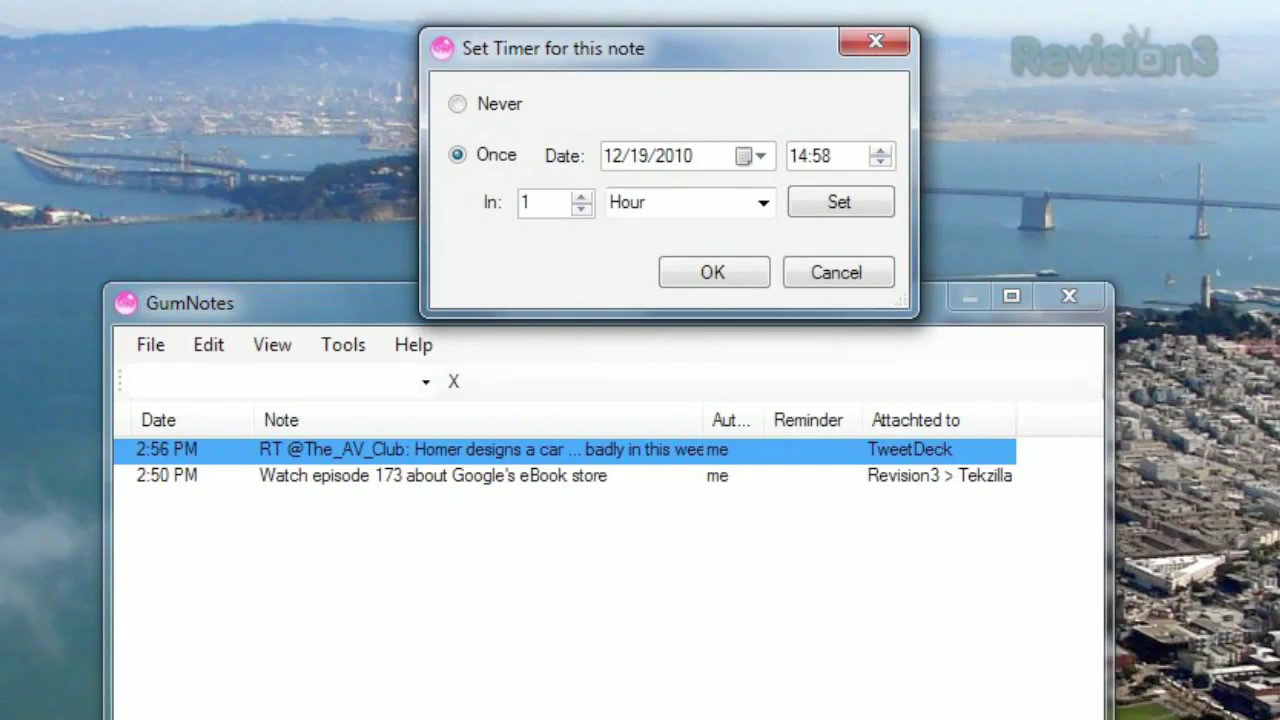 Set Timer for this note
Revision3
Never
Once Date: 12/19/2010 14:58
In: 1 Hour Set
OK Cancel
GumNotes
File Edit View Tools Help
X
Date Note Aut... Reminder Attachted to
2:56 PM RT @The_AV_Club: Homer designs a car ... badly in this wee me TweetDeck
2:50 PM Watch episode 173 about Google's eBook store me Revision3 > Tekzilla